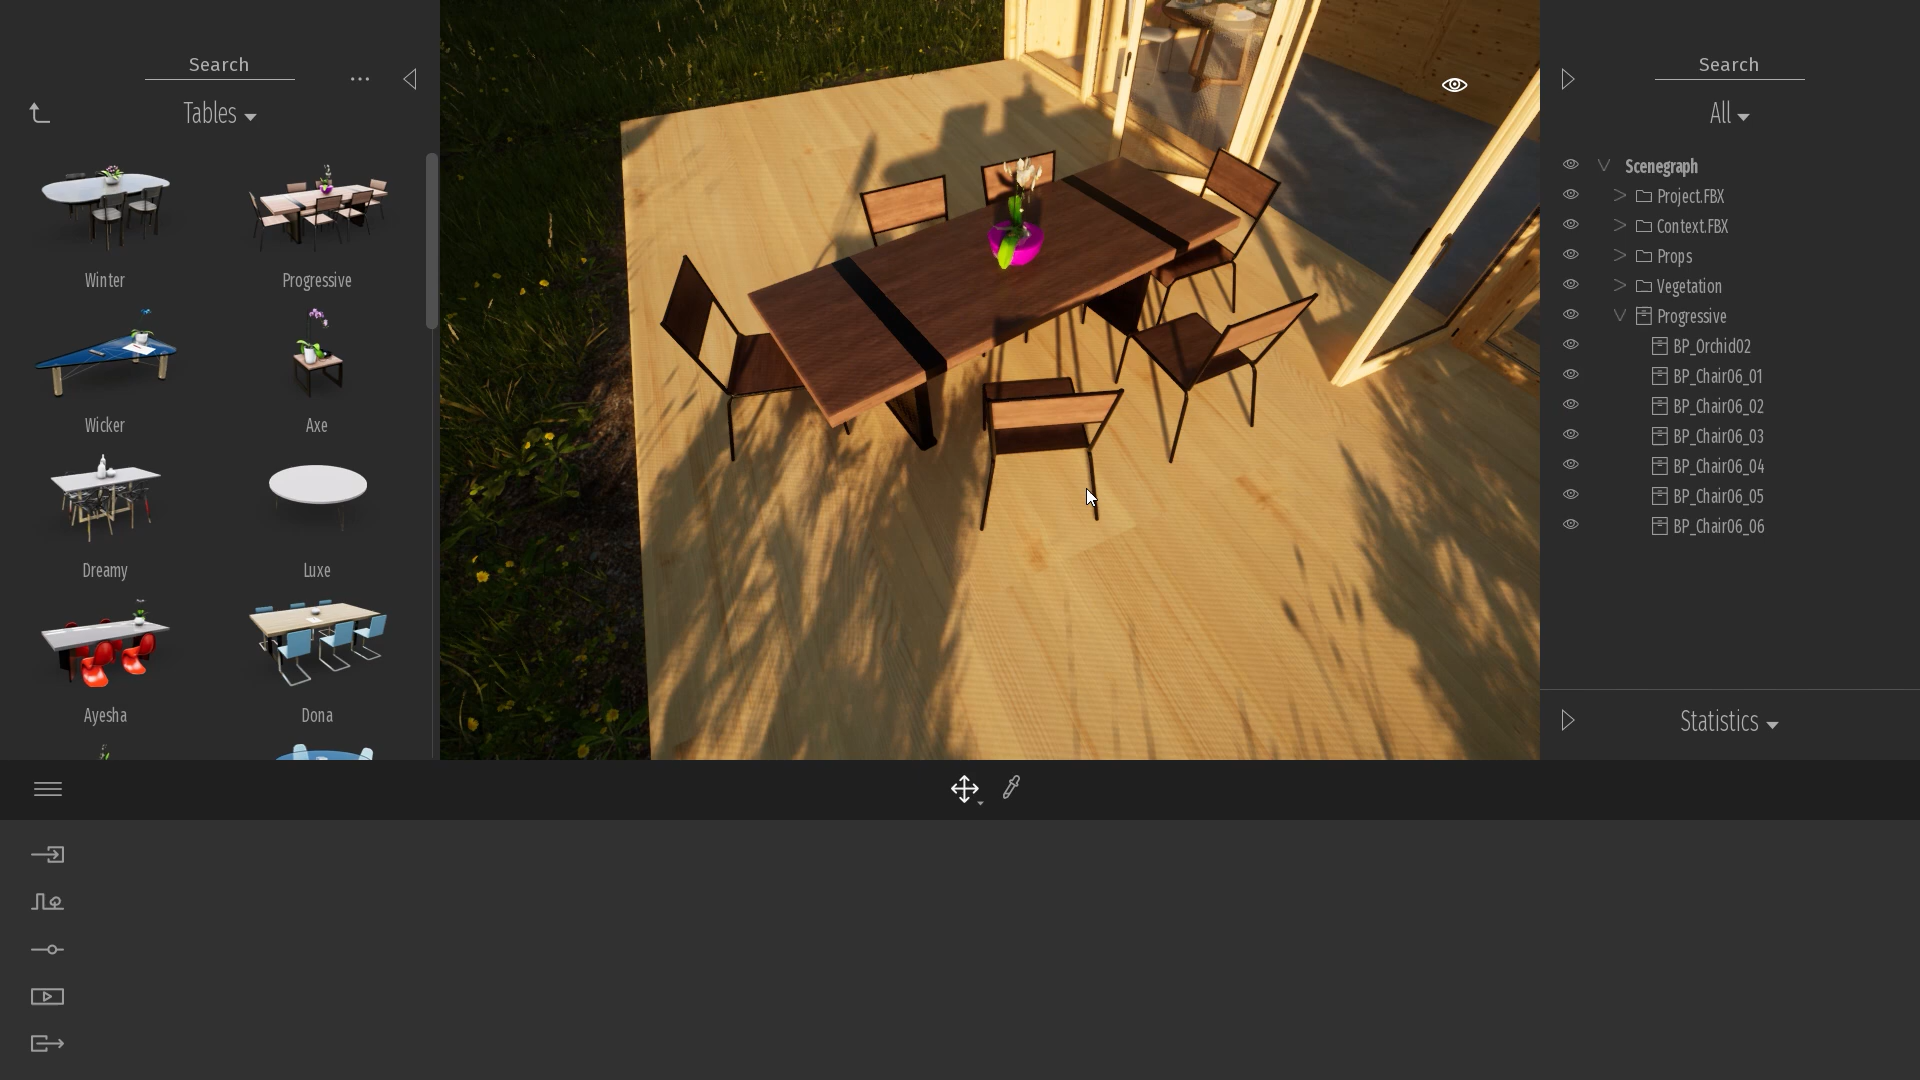 Search
Tables
Winter
Progressive
Wicker
Axe
Dreamy
Luxe
Ayesha
Dona
Search
All
Scenegraph
Project.FBX
Context.FBX
Props
Vegetation
Progressive
BP_Orchid02
BP_Chair06_01
BP_Chair06_02
BP_Chair06_03
BP_Chair06_04
BP_Chair06_05
BP_Chair06_06
Statistics